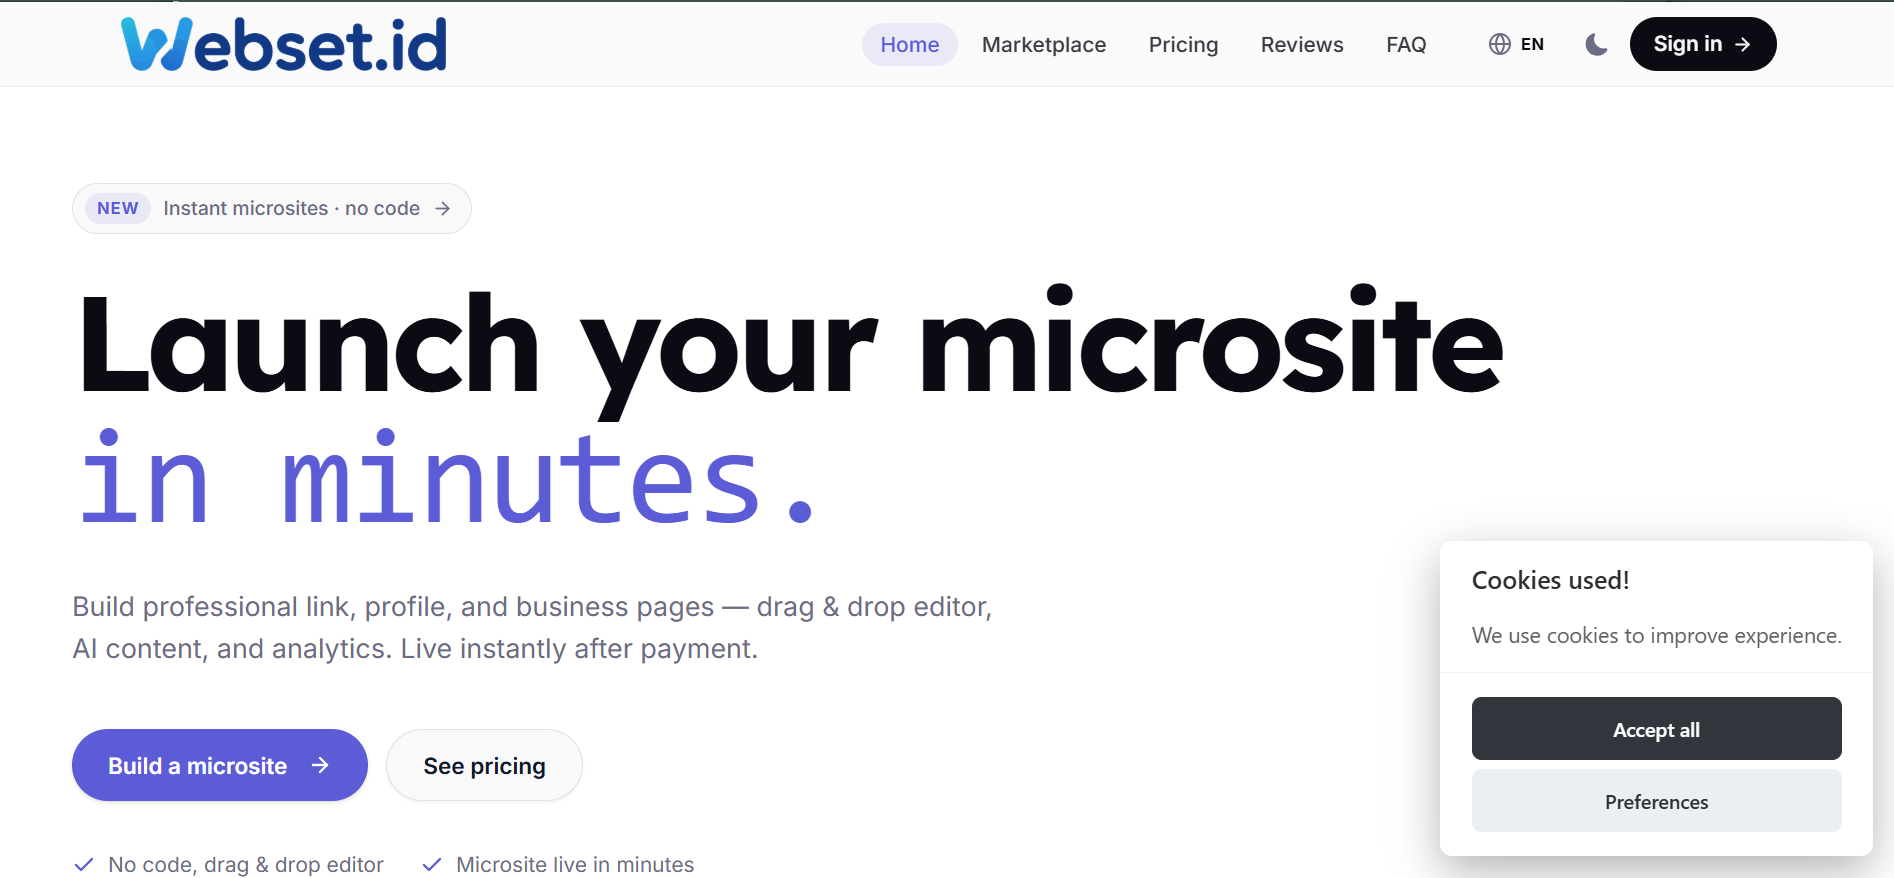 Webset.id
Home Marketplace Pricing Reviews FAQ EN Sign in →
NEW Instant microsites · no code →
Launch your microsite
in minutes.
Build professional link, profile, and business pages — drag & drop editor,
AI content, and analytics. Live instantly after payment.
Build a microsite → See pricing
No code, drag & drop editor Microsite live in minutes
Cookies used!
We use cookies to improve experience.
Accept all
Preferences